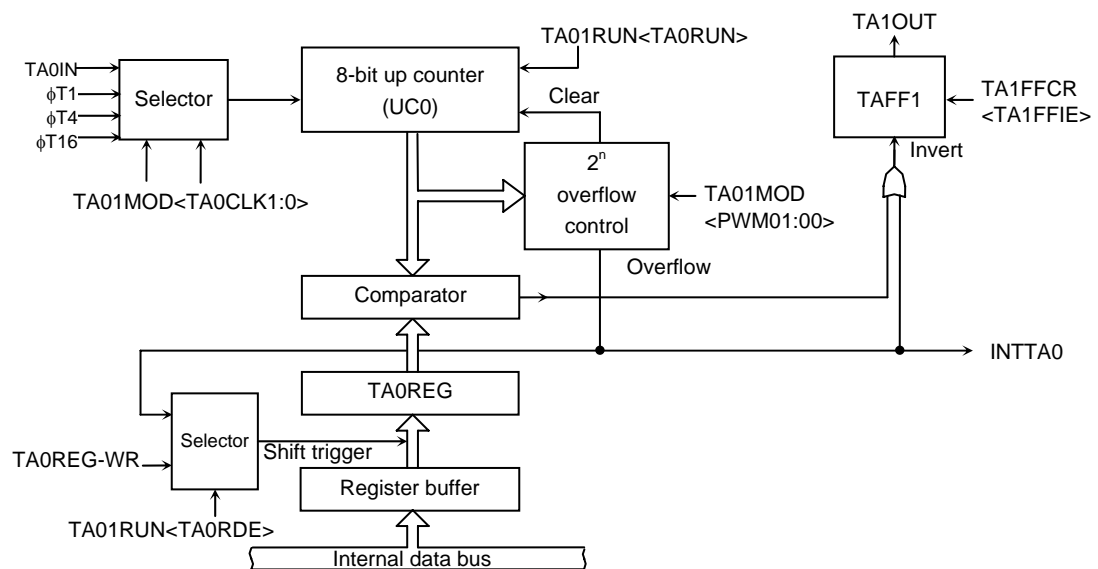 TA1OUT
TA01RUN<TA0RUN>
TA0IN
φT1
φT4
φT16
Selector
8-bit up counter
(UC0)
Clear
TAFF1
TA1FFCR
<TA1FFIE>
Invert
TA01MOD<TA0CLK1:0>
2n
overflow
control
TA01MOD
<PWM01:00>
Overflow
Comparator
INTTA0
TA0REG
Selector
Shift trigger
TA0REG-WR
Register buffer
TA01RUN<TA0RDE>
Internal data bus